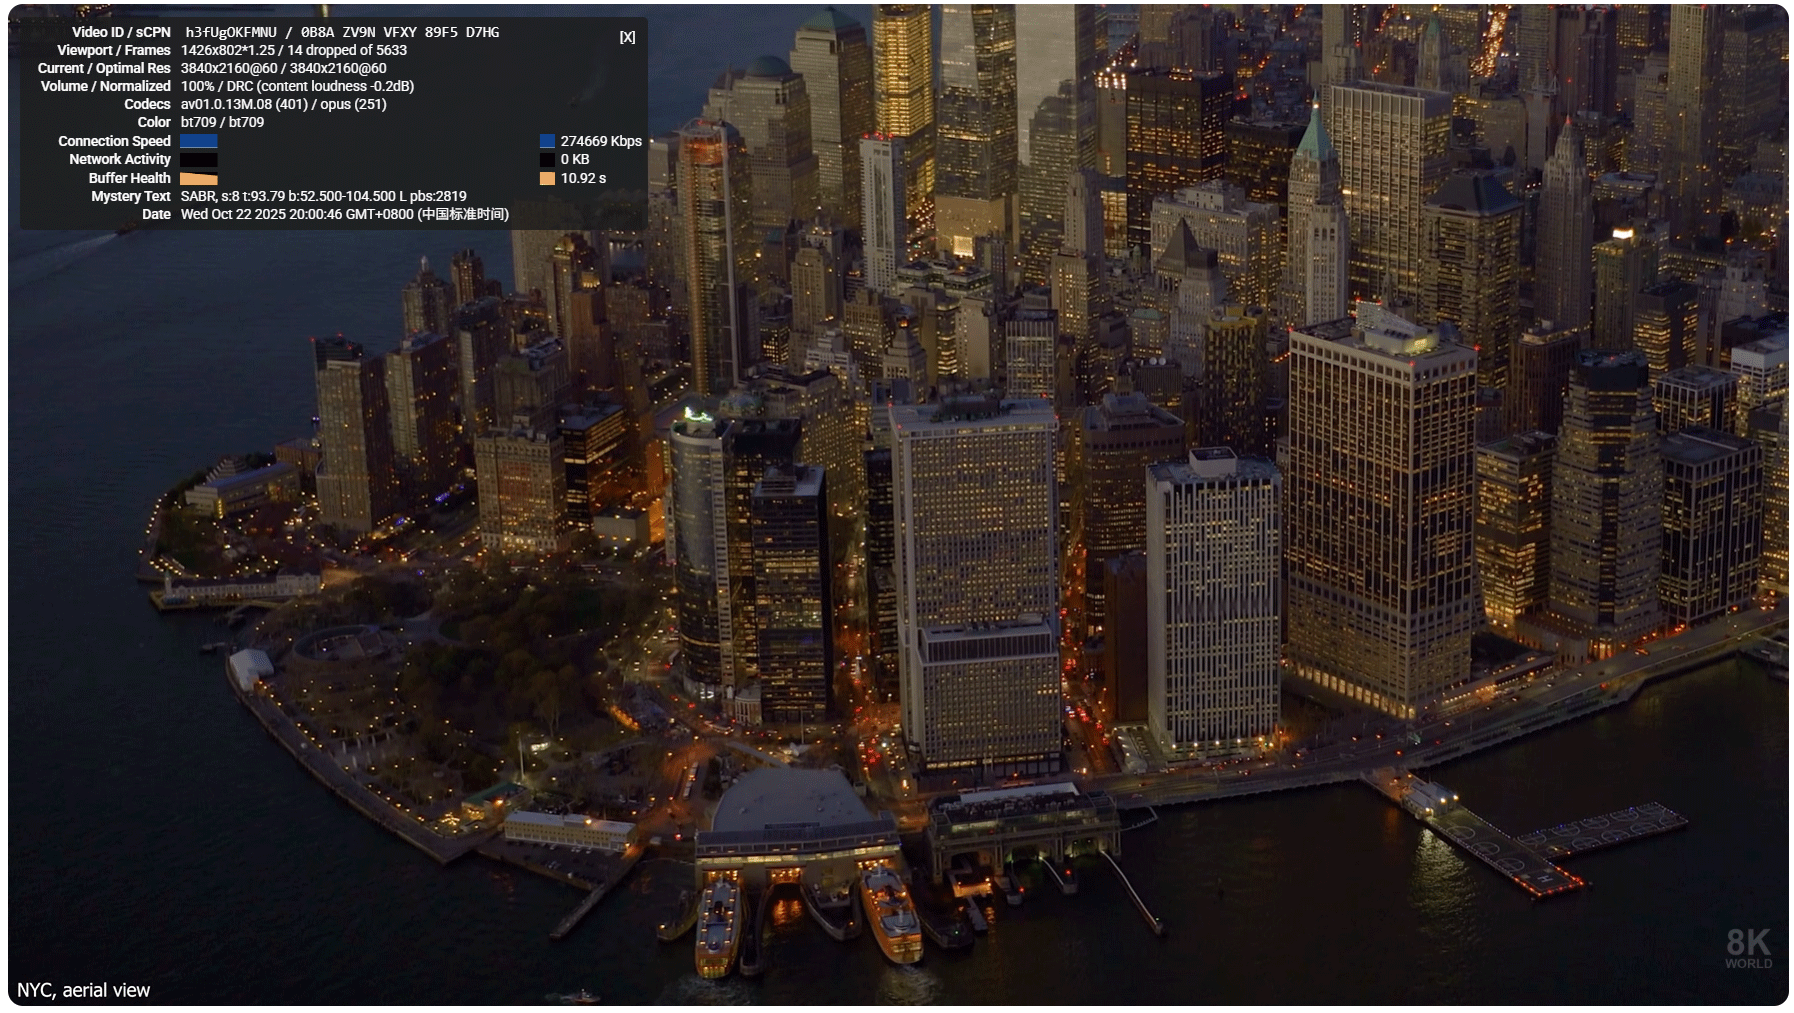 Video ID / sCPN h3fUgOKFMNU / 0B8A ZV9N VFXY 89F5 D7HG
[X]
Viewport / Frames 1426x802*1.25 / 14 dropped of 5633
Current / Optimal Res 3840x2160@60 / 3840x2160@60
Volume / Normalized 100% / DRC (content loudness -0.2dB)
Codecs av01.0.13M.08 (401) / opus (251)
Color bt709 / bt709
Connection Speed 274669 Kbps
Network Activity 0 KB
Buffer Health 10.92 s
Mystery Text SABR, s:8 t:93.79 b:52.500-104.500 L pbs:2819
Date Wed Oct 22 2025 20:00:46 GMT+0800 (中国标准时间)
8K
WORLD
NYC, aerial view